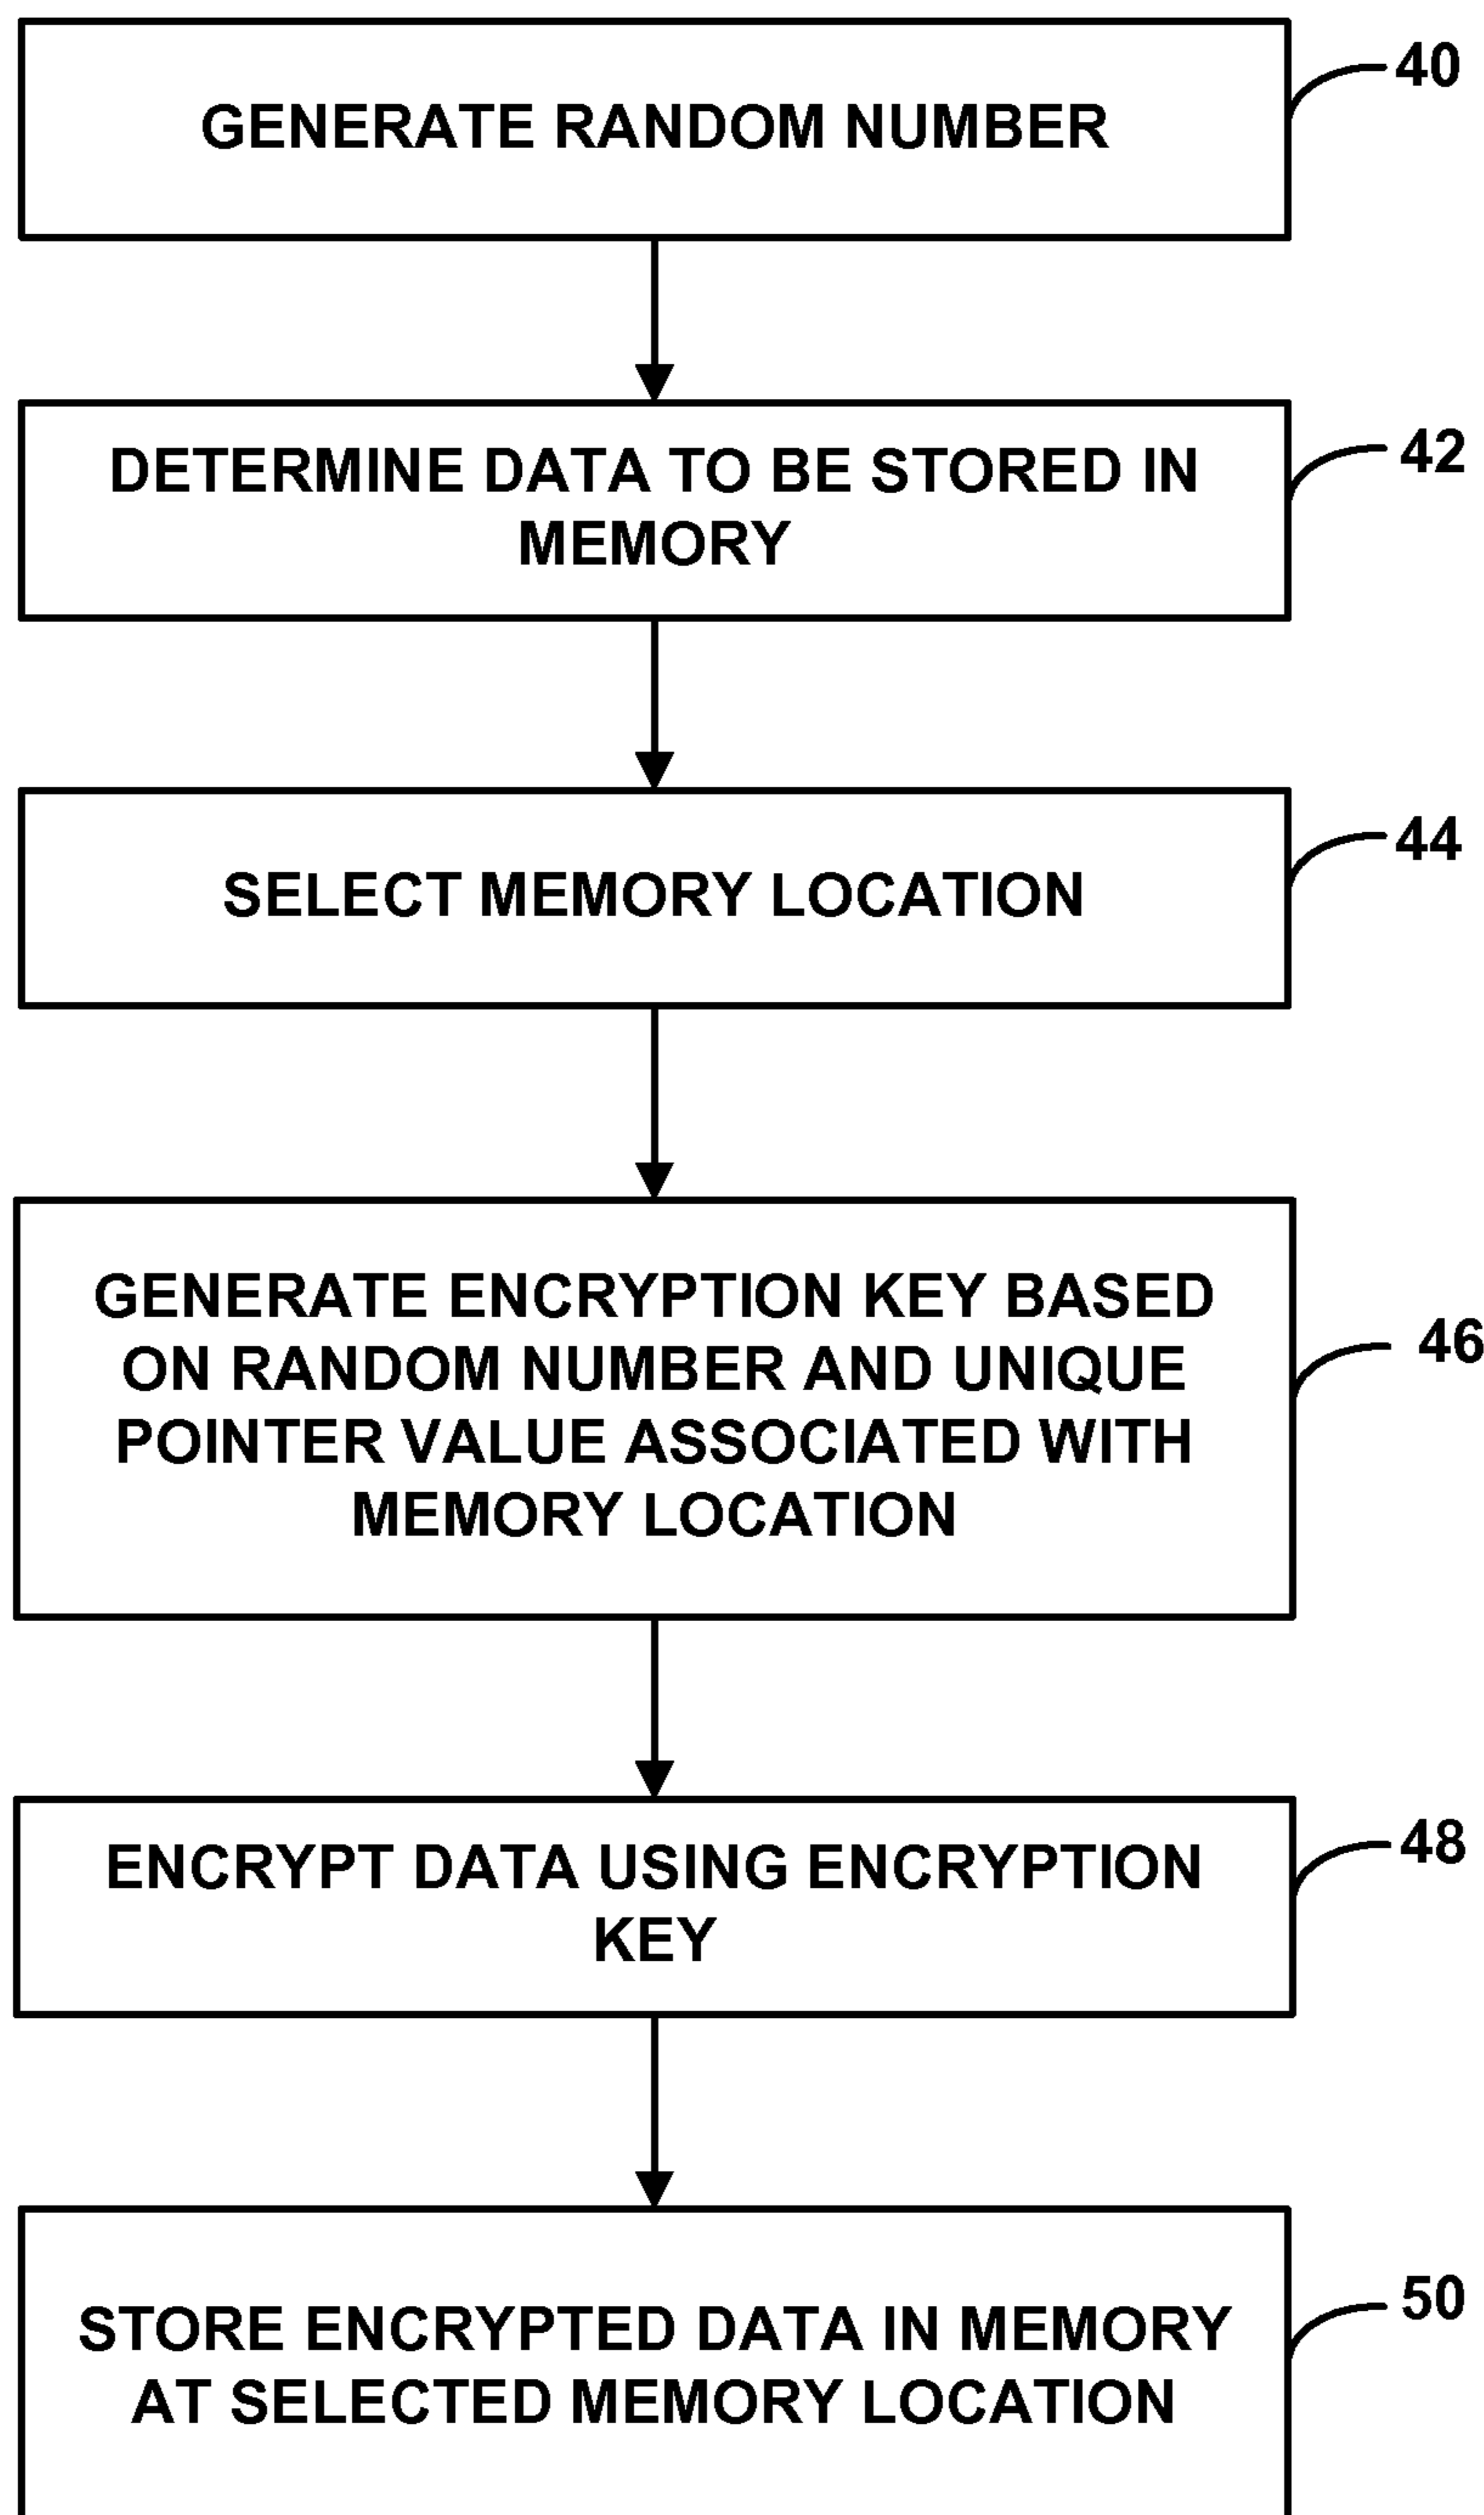 GENERATE RANDOM NUMBER
40
DETERMINE DATA TO BE STORED IN
MEMORY
42
SELECT MEMORY LOCATION
44
GENERATE ENCRYPTION KEY BASED
ON RANDOM NUMBER AND UNIQUE
POINTER VALUE ASSOCIATED WITH
MEMORY LOCATION
46
ENCRYPT DATA USING ENCRYPTION
KEY
48
STORE ENCRYPTED DATA IN MEMORY
AT SELECTED MEMORY LOCATION
50